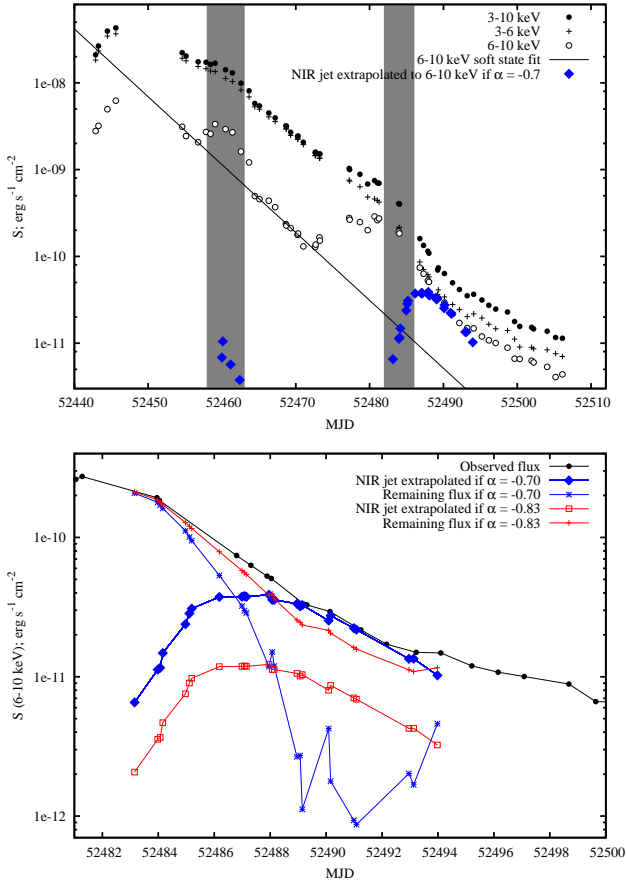 3-10 keV
3-6 keV
6-10 keV
6-10 keV soft state fit
NIR jet extrapolated to 6-10 keV if α = -0.7
S; erg s-1 cm-2
1e-08
1e-09
1e-10
1e-11
52440 52450 52460 52470 52480 52490 52500 52510
MJD
Observed flux
NIR jet extrapolated if α = -0.70
Remaining flux if α = -0.70
NIR jet extrapolated if α = -0.83
Remaining flux if α = -0.83
S (6-10 keV); erg s-1 cm-2
1e-10
1e-11
1e-12
52482 52484 52486 52488 52490 52492 52494 52496 52498 52500
MJD